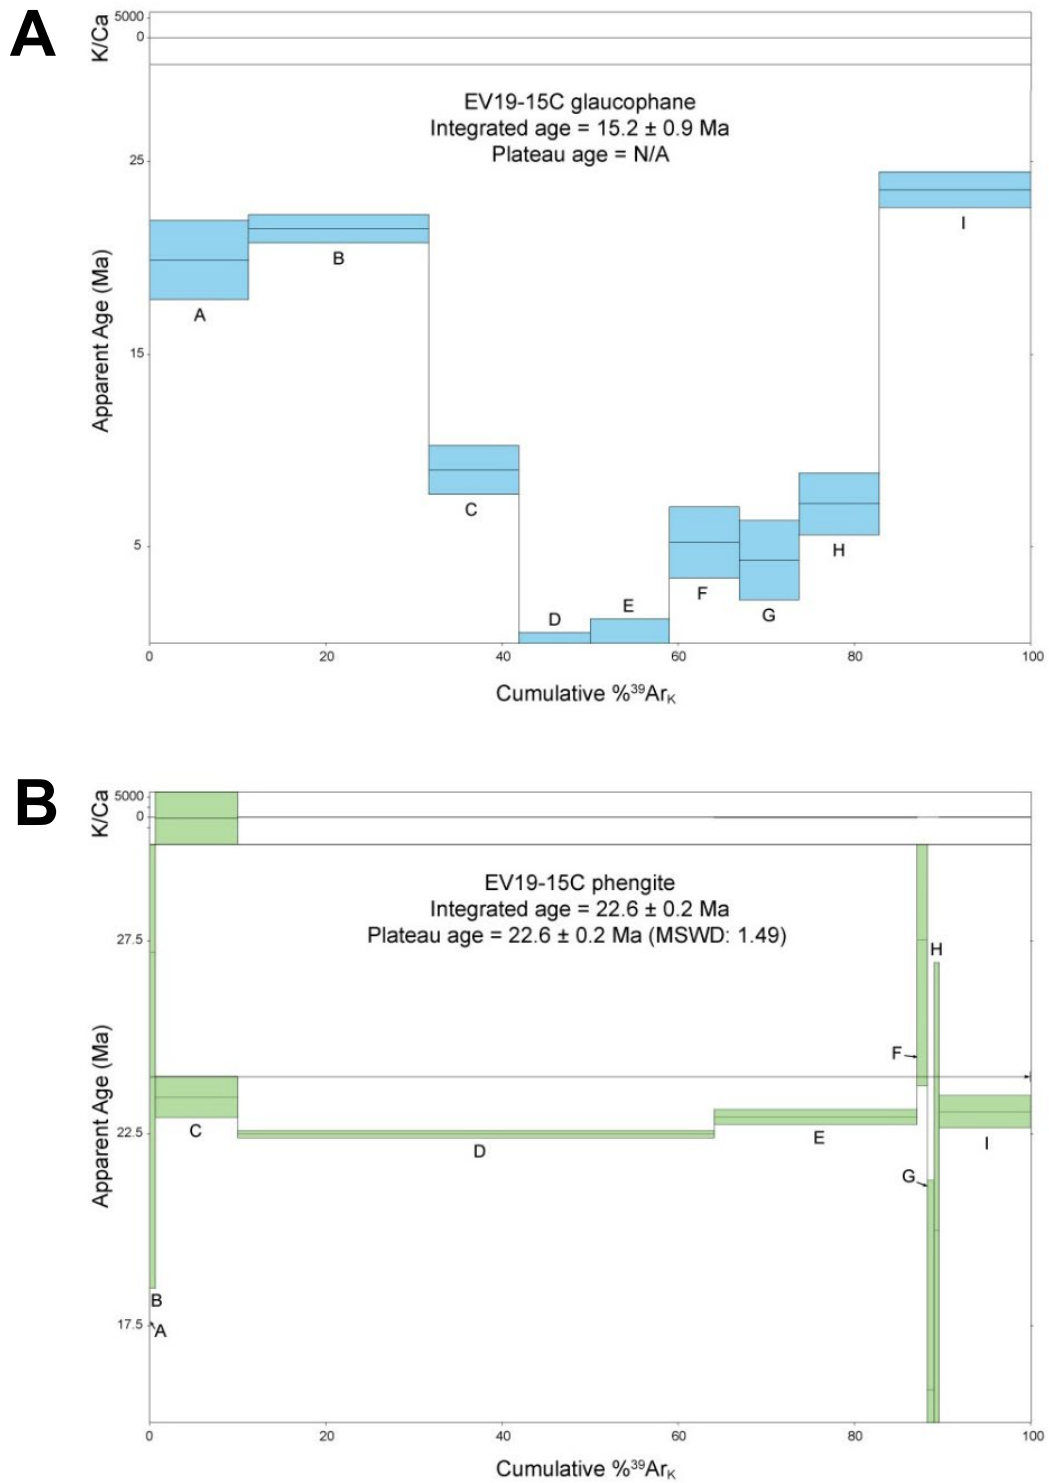 A
K/Ca
5000
0
EV19-15C glaucophane
Integrated age = 15.2 ± 0.9 Ma
Plateau age = N/A
Apparent Age (Ma)
25
15
5
A
B
C
D
E
F
G
H
I
0 20 40 60 80 100
Cumulative %³⁹Ar_K
B
K/Ca
5000
0
EV19-15C phengite
Integrated age = 22.6 ± 0.2 Ma
Plateau age = 22.6 ± 0.2 Ma (MSWD: 1.49)
Apparent Age (Ma)
27.5
22.5
17.5
H
F
C
D
E
I
G
B
A
0 20 40 60 80 100
Cumulative %³⁹Ar_K